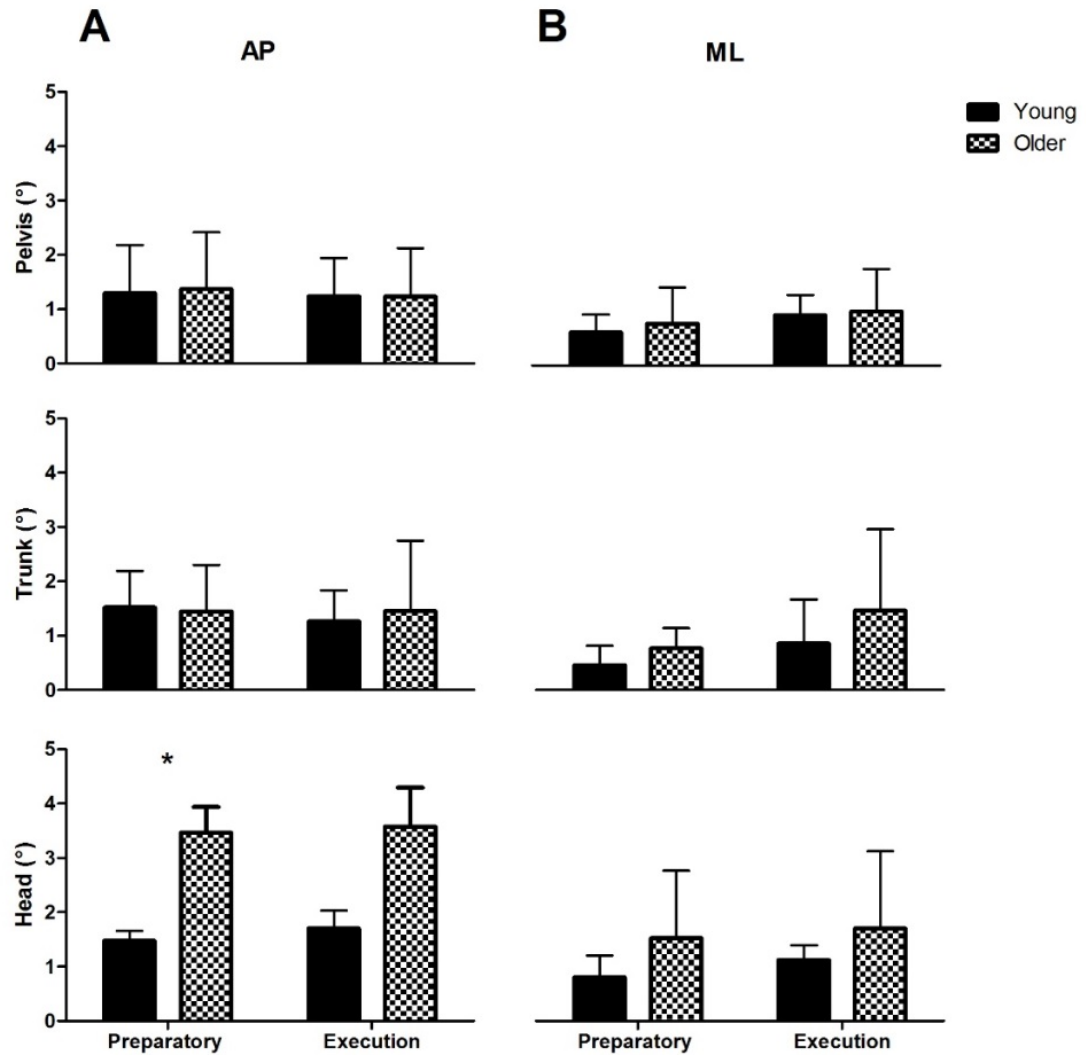 A
AP
B
ML
Young
Older
Pelvis (°)
5
4
3
2
1
0
Trunk (°)
5
4
3
2
1
0
Head (°)
5
4
3
2
1
0
*
Preparatory Execution
Preparatory Execution